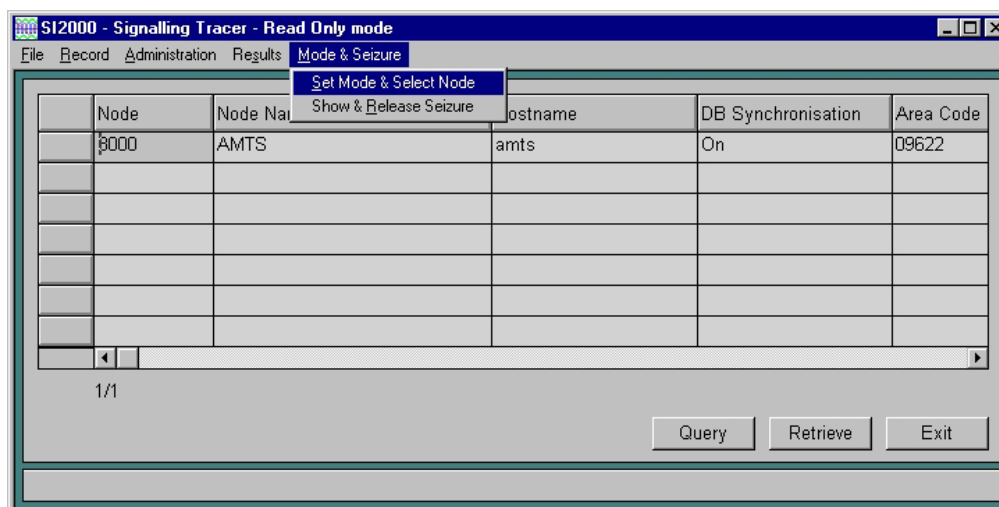 SI2000 - Signalling Tracer - Read Only mode
File Record Administration Results Mode & Seizure
Set Mode & Select Node
Show & Release Seizure
Node Node Na ostname DB Synchronisation Area Code
8000 AMTS amts On 09622
1/1
Query Retrieve Exit